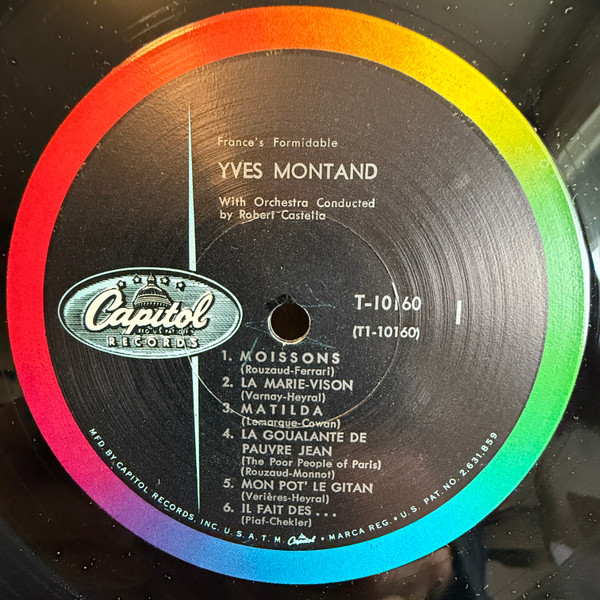 France's Formidable
YVES MONTAND
With Orchestra Conducted
by Robert Castella
Capitol
REG. U.S. PAT. OFF.
RECORDS
T-10160
(T1-10160)
1
1. MOISSONS
(Rouzaud-Ferrari)
2. LA MARIE-VISON
(Varnay-Heyral)
3. MATILDA
(Lemarque-Cowan)
4. LA GOUALANTE DE
PAUVRE JEAN
(The Poor People of Paris)
(Rouzaud-Monnot)
5. MON POT' LE GITAN
(Verières-Heyral)
6. IL FAIT DES...
(Piaf-Chekler)
MFD. BY CAPITOL RECORDS, INC. U.S.A. T.M. Capitol • MARCA REG. • U.S. PAT. NO. 2,631,859